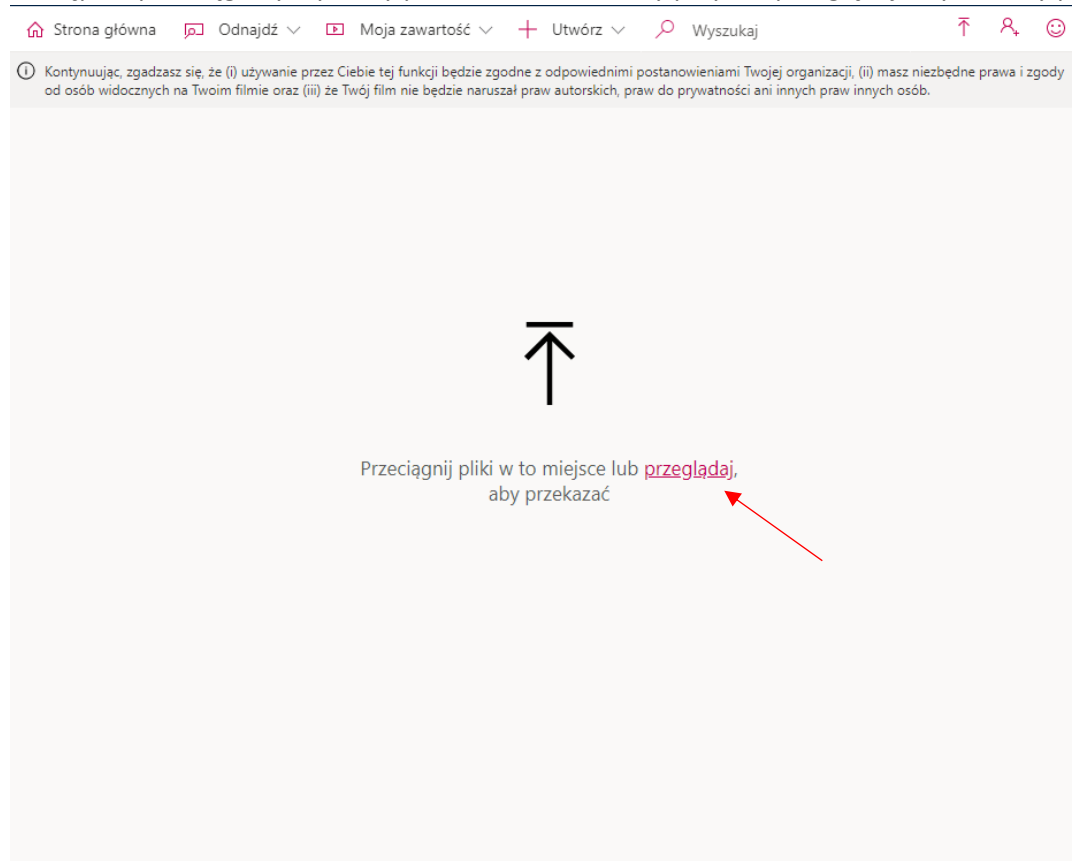 Strona główna Odnajdź Moja zawartość Utwórz Wyszukaj
Kontynuując, zgadzasz się, że (i) używanie przez Ciebie tej funkcji będzie zgodne z odpowiednimi postanowieniami Twojej organizacji, (ii) masz niezbędne prawa i zgody
od osób widocznych na Twoim filmie oraz (iii) że Twój film nie będzie naruszał praw autorskich, praw do prywatności ani innych praw innych osób.
Przeciągnij pliki w to miejsce lub przeglądaj,
aby przekazać